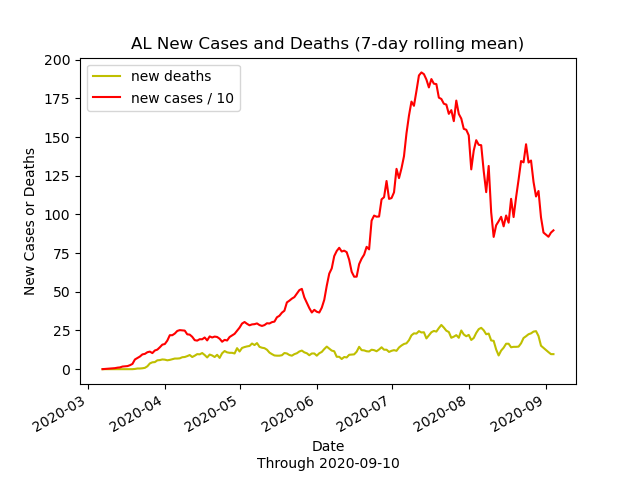 AL New Cases and Deaths (7-day rolling mean)
new deaths
new cases / 10
New Cases or Deaths
200
175
150
125
100
75
50
25
0
2020-03
2020-04
2020-05
2020-06
2020-07
2020-08
2020-09
Date
Through 2020-09-10